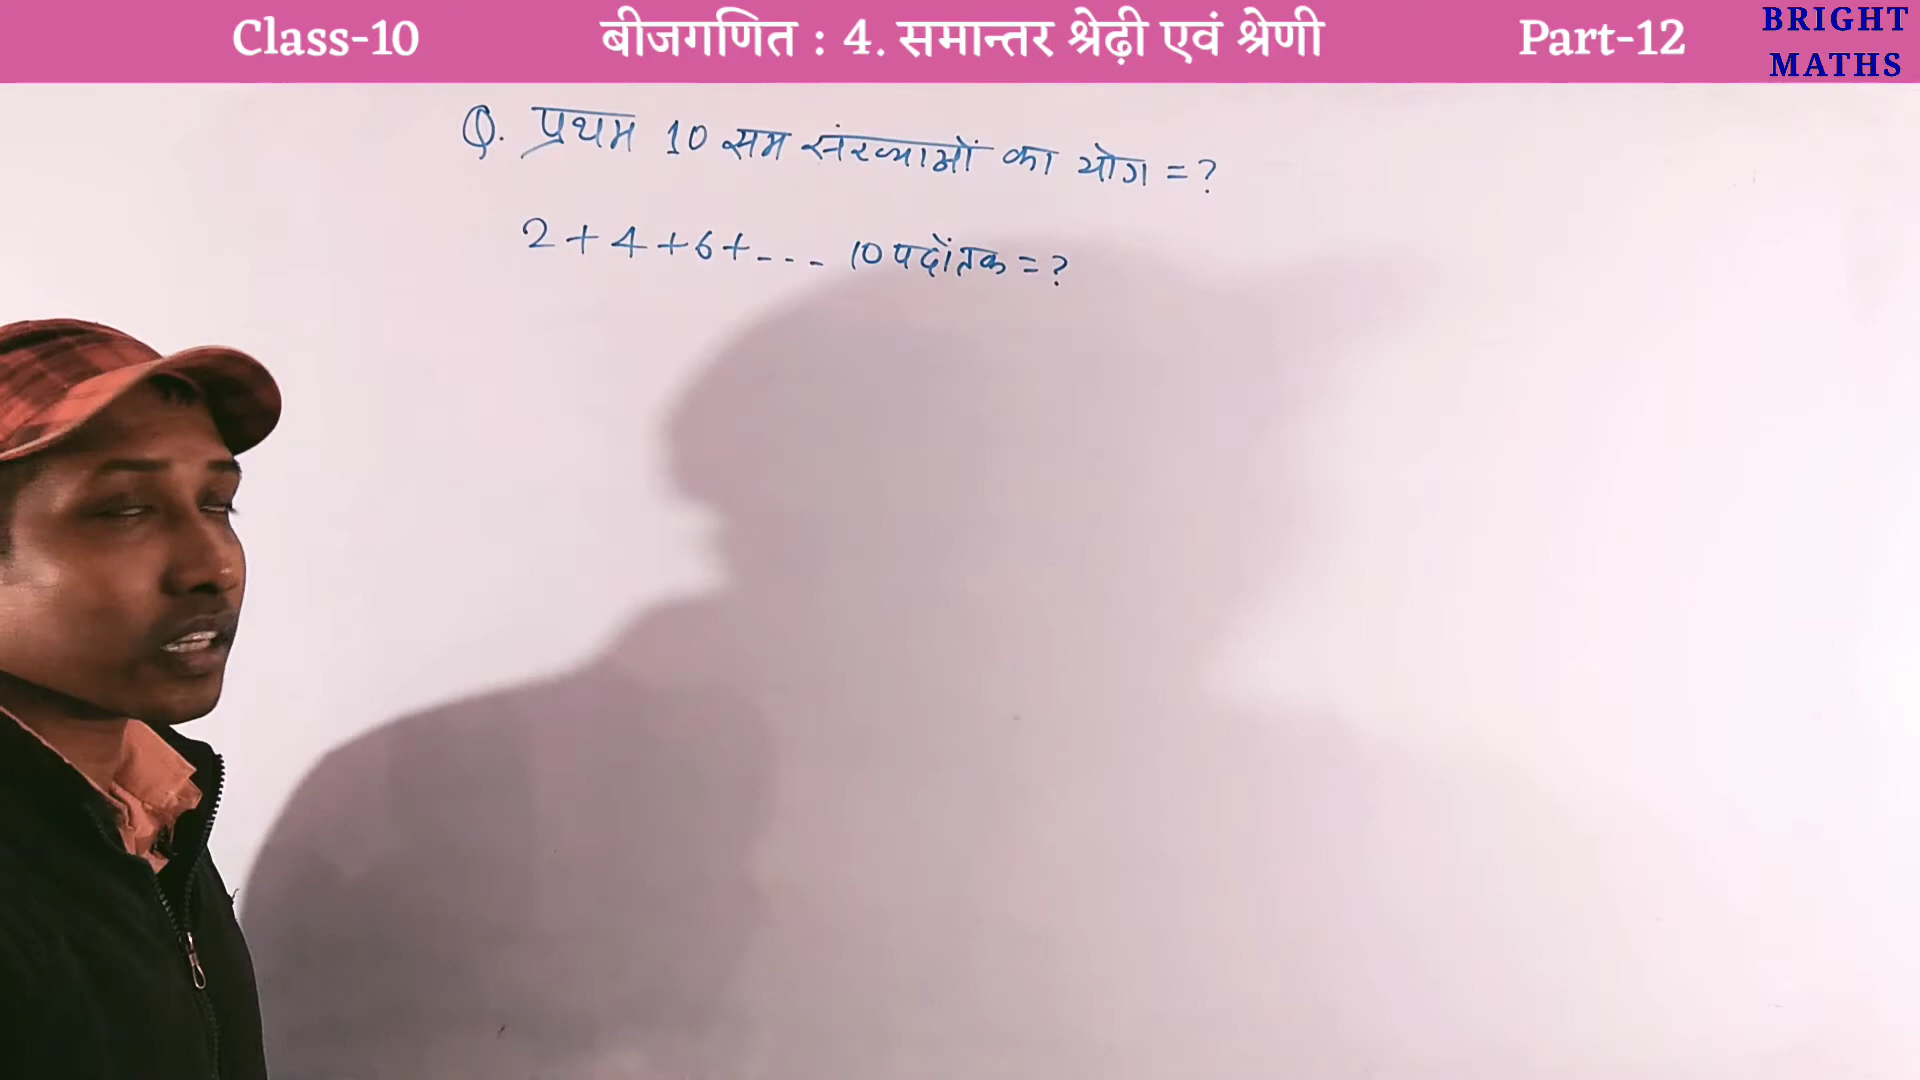 Class-10 बीजगणित : 4. समान्तर श्रेढ़ी एवं श्रेणी Part-12 BRIGHT MATHS
Q. प्रथम 10 सम संख्याओं का योग = ?
2 + 4 + 6 + --- 10 पदों तक = ?